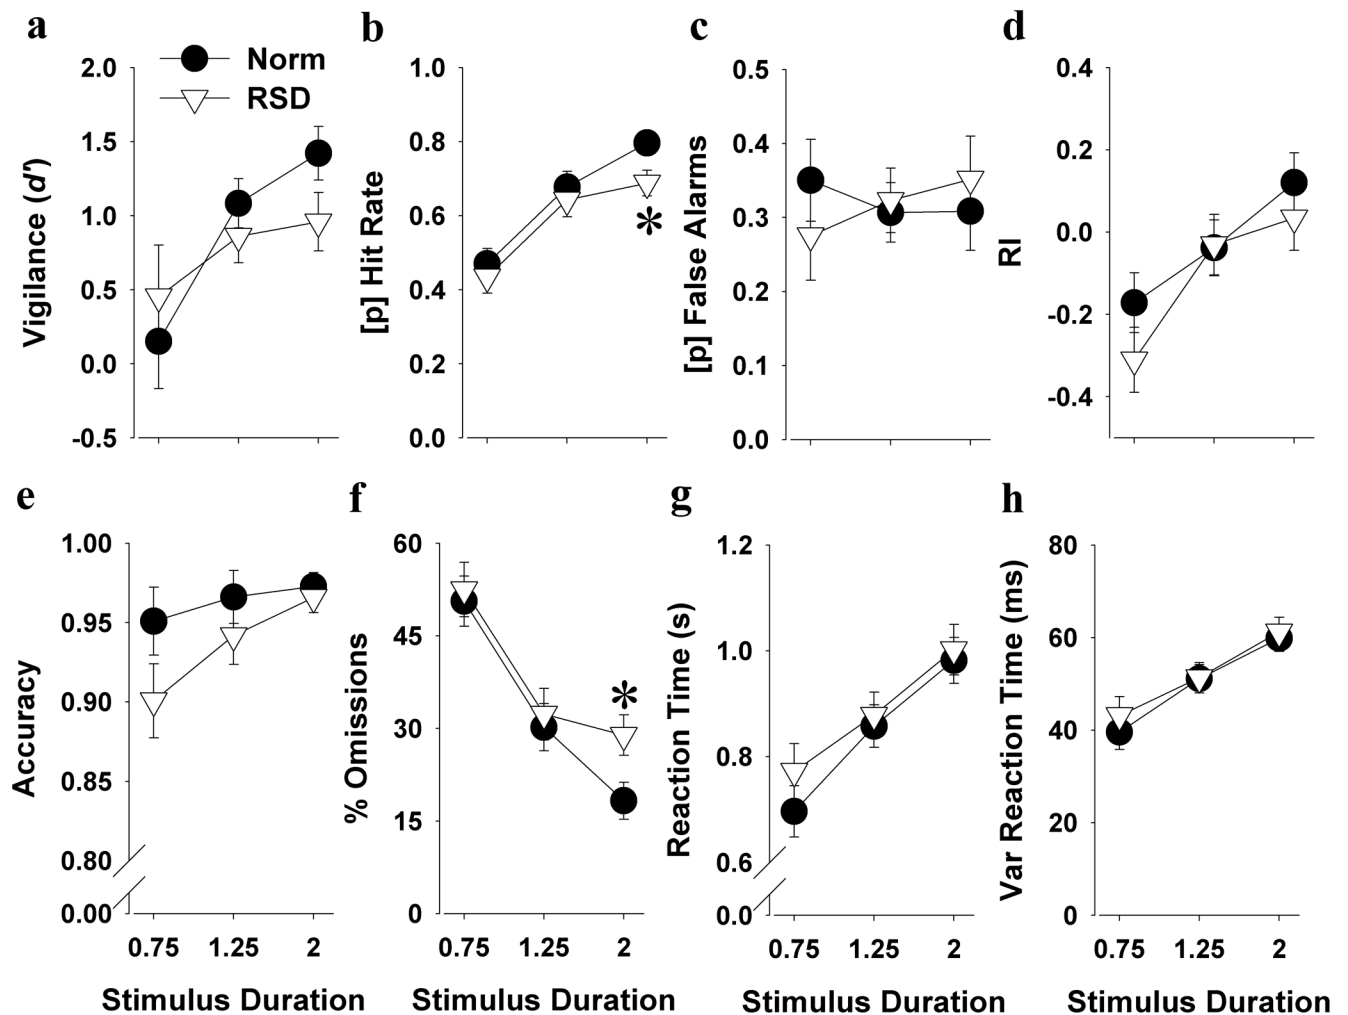 a
b
c
d
Norm
RSD
2.0
1.5
1.0
0.5
0.0
-0.5
Vigilance (d')
1.0
0.8
0.6
0.4
0.2
0.0
[p] Hit Rate
*
0.5
0.4
0.3
0.2
0.1
0.0
[p] False Alarms
0.4
0.2
0.0
-0.2
-0.4
RI
e
f
g
h
1.00
0.95
0.90
0.85
0.80
0.00
Accuracy
0.75 1.25 2
Stimulus Duration
60
45
30
15
0
% Omissions
*
0.75 1.25 2
Stimulus Duration
1.2
1.0
0.8
0.6
0.0
Reaction Time (s)
0.75 1.25 2
Stimulus Duration
80
60
40
20
0
Var Reaction Time (ms)
0.75 1.25 2
Stimulus Duration